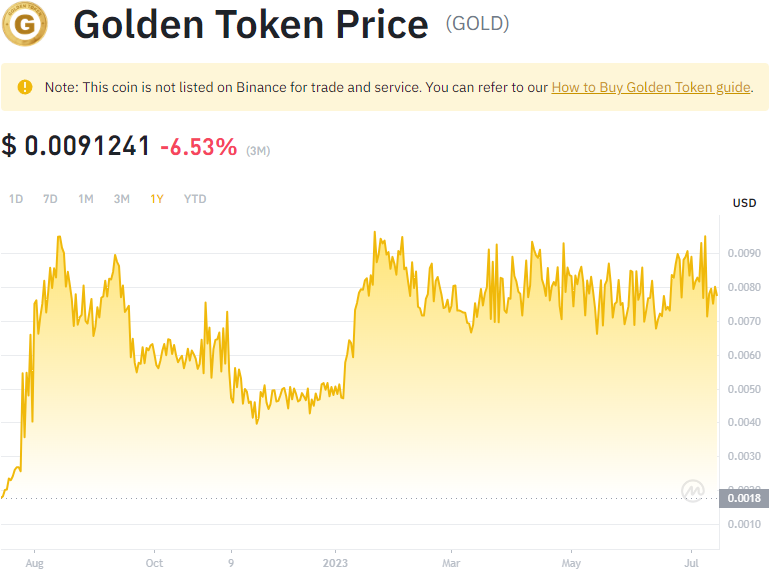 Golden Token Price (GOLD)
Note: This coin is not listed on Binance for trade and service. You can refer to our How to Buy Golden Token guide.
$ 0.0091241 -6.53% (3M)
1D 7D 1M 3M 1Y YTD
USD
0.0090
0.0080
0.0070
0.0060
0.0050
0.0040
0.0030
0.0018
0.0010
Aug Oct 9 2023 Mar May Jul